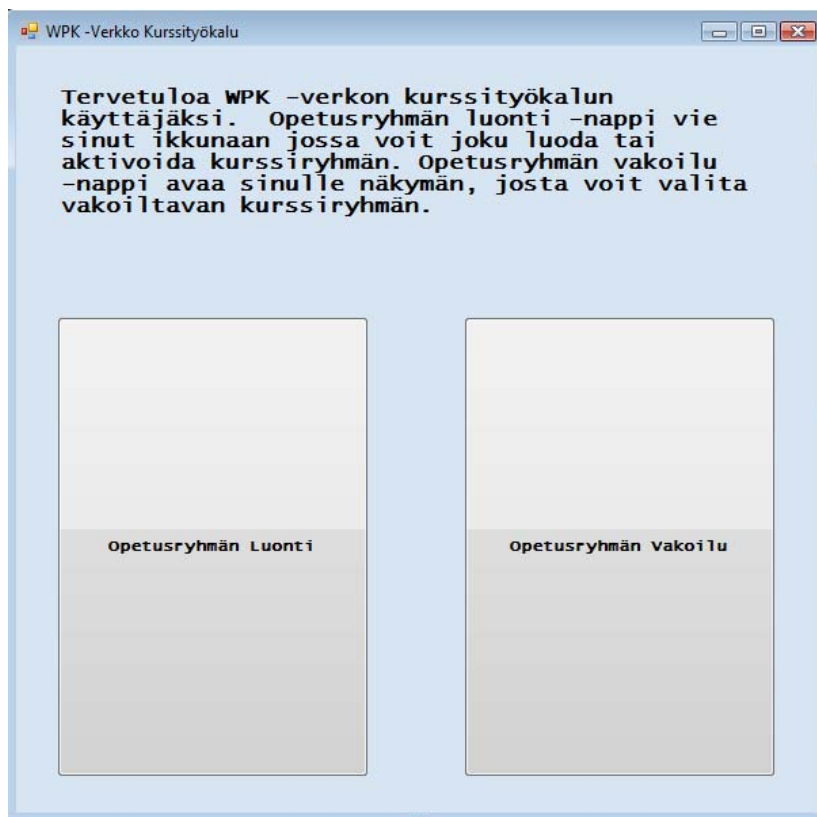 WPK -Verkko Kurssityökalu
Tervetuloa WPK -verkon kurssityökalun
käyttäjäksi. Opetusryhmän luonti -nappi vie
sinut ikkunaan jossa voit joku luoda tai
aktivoida kurssiryhmän. Opetusryhmän vakoilu
-nappi avaa sinulle näkymän, josta voit valita
vakoiltavan kurssiryhmän.
Opetusryhmän Luonti
Opetusryhmän Vakoilu